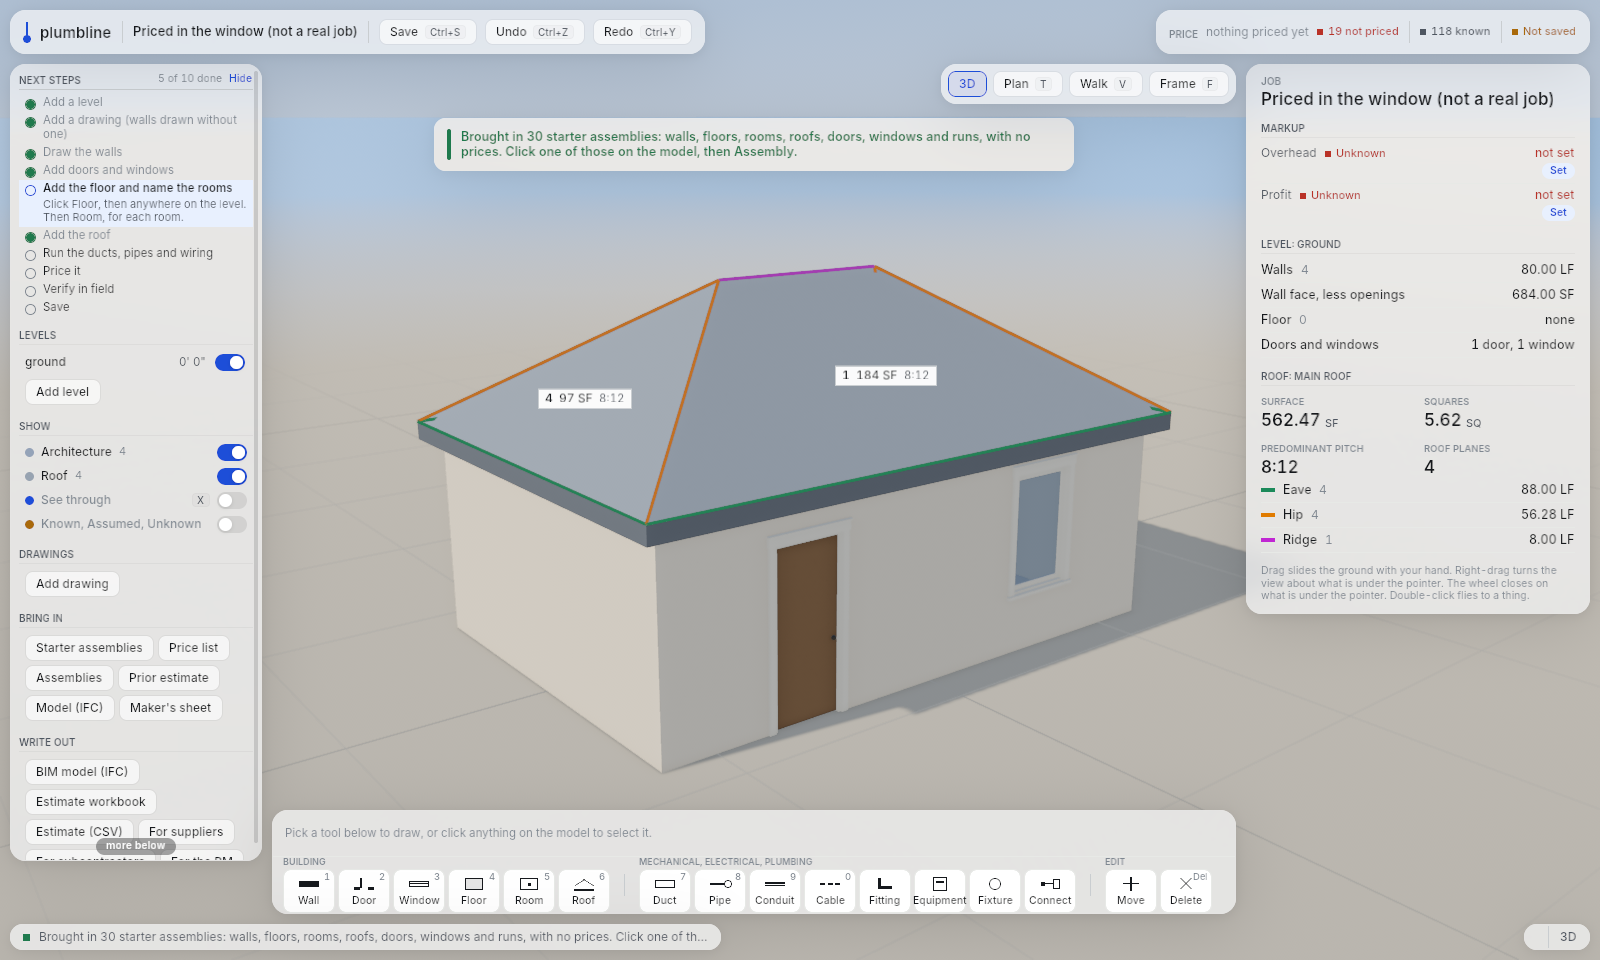 plumbline
Priced in the window (not a real job)
Save Ctrl+S
Undo Ctrl+Z
Redo Ctrl+Y
PRICE nothing priced yet 19 not priced 118 known Not saved
NEXT STEPS 5 of 10 done Hide
Add a level
Add a drawing (walls drawn without
one)
Draw the walls
Add doors and windows
Add the floor and name the rooms
Click Floor, then anywhere on the level.
Then Room, for each room.
Add the roof
Run the ducts, pipes and wiring
Price it
Verify in field
Save
LEVELS
ground 0' 0"
Add level
SHOW
Architecture 4
Roof 4
See through X
Known, Assumed, Unknown
DRAWINGS
Add drawing
BRING IN
Starter assemblies Price list
Assemblies Prior estimate
Model (IFC) Maker's sheet
WRITE OUT
BIM model (IFC)
Estimate workbook
Estimate (CSV) For suppliers
more below
For subcontractors For the PM
3D Plan T Walk V Frame F
Brought in 30 starter assemblies: walls, floors, rooms, roofs, doors, windows and runs, with no
prices. Click one of those on the model, then Assembly.
4 97 SF 8:12
1 184 SF 8:12
JOB
Priced in the window (not a real job)
MARKUP
Overhead Unknown not set
Set
Profit Unknown not set
Set
LEVEL: GROUND
Walls 4 80.00 LF
Wall face, less openings 684.00 SF
Floor 0 none
Doors and windows 1 door, 1 window
ROOF: MAIN ROOF
SURFACE SQUARES
562.47 SF 5.62 SQ
PREDOMINANT PITCH ROOF PLANES
8:12 4
Eave 4 88.00 LF
Hip 4 56.28 LF
Ridge 1 8.00 LF
Drag slides the ground with your hand. Right-drag turns the
view about what is under the pointer. The wheel closes on
what is under the pointer. Double-click flies to a thing.
Pick a tool below to draw, or click anything on the model to select it.
BUILDING MECHANICAL, ELECTRICAL, PLUMBING EDIT
1 2 3 4 5 6 7 8 9 0 Del
Wall Door Window Floor Room Roof Duct Pipe Conduit Cable Fitting Equipment Fixture Connect Move Delete
Brought in 30 starter assemblies: walls, floors, rooms, roofs, doors, windows and runs, with no prices. Click one of th...
3D